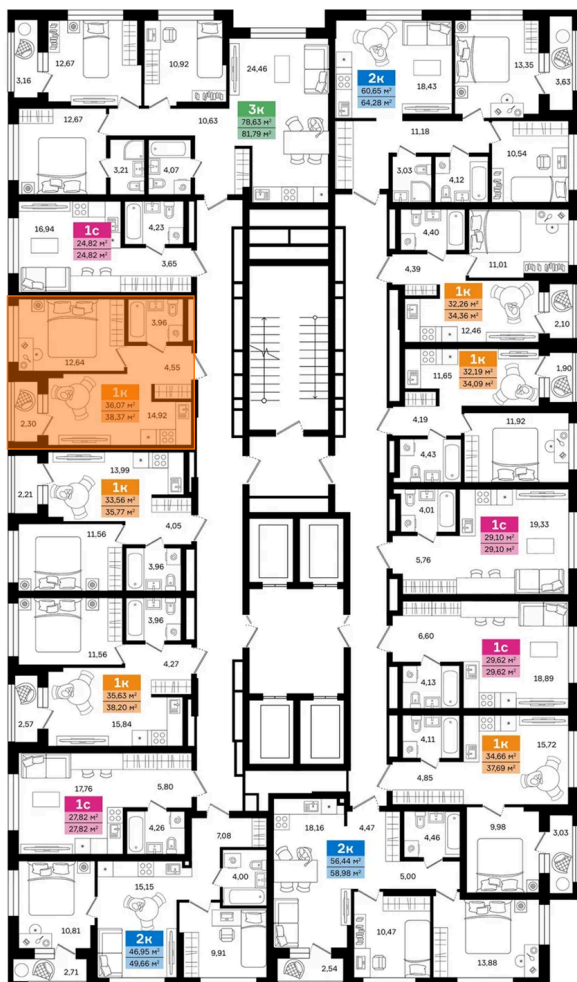 3,16
12,67
10,92
24,46
3к
78,63 м²
81,79 м²
12,67
10,63
3,21
4,07
2к
60,65 м²
64,28 м²
18,43
13,35
3,63
11,18
3,03
4,12
10,54
16,94
1с
24,82 м²
24,82 м²
4,23
3,65
4,40
11,01
4,39
1к
32,26 м²
34,36 м²
12,46
2,10
3,96
12,64
4,55
1к
36,07 м²
38,37 м²
14,92
2,30
11,65
1к
32,19 м²
34,09 м²
1,90
4,19
11,92
4,43
13,99
2,21
1к
33,56 м²
35,77 м²
4,05
11,56
3,96
4,01
1с
29,10 м²
29,10 м²
19,33
5,76
3,96
11,56
4,27
1к
35,63 м²
38,20 м²
2,57
15,84
6,60
1с
29,62 м²
29,62 м²
4,13
18,89
4,11
1к
34,66 м²
37,69 м²
15,72
4,85
17,76
5,80
1с
27,82 м²
27,82 м²
4,26
7,08
18,16
4,47
2к
56,44 м²
58,98 м²
4,46
9,98
3,03
5,00
15,15
4,00
10,81
2к
46,95 м²
49,66 м²
2,71
9,91
2,54
10,47
13,88